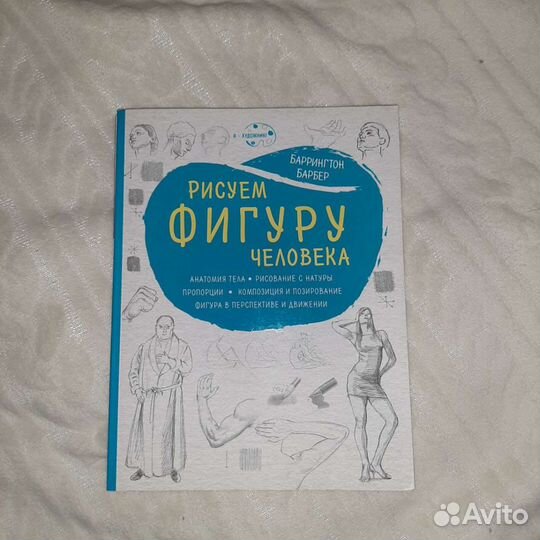 Я - ХУДОЖНИК!
БАРРИНГТОН
БАРБЕР
РИСУЕМ
ФИГУРУ
ЧЕЛОВЕКА
АНАТОМИЯ ТЕЛА • РИСОВАНИЕ С НАТУРЫ
ПРОПОРЦИИ • КОМПОЗИЦИЯ И ПОЗИРОВАНИЕ
ФИГУРА В ПЕРСПЕКТИВЕ И ДВИЖЕНИИ
Avito